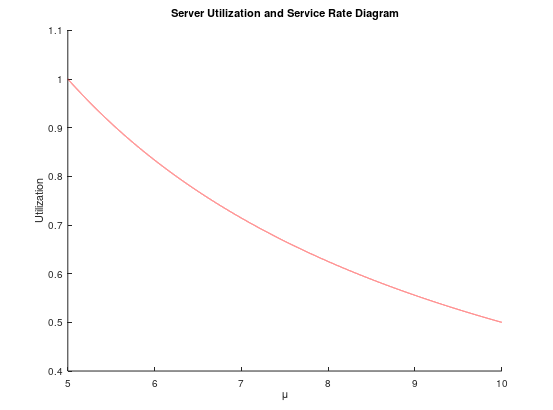 Server Utilization and Service Rate Diagram
1.1
1
0.9
0.8
0.7
0.6
0.5
0.4
Utilization
5 6 7 8 9 10
μ